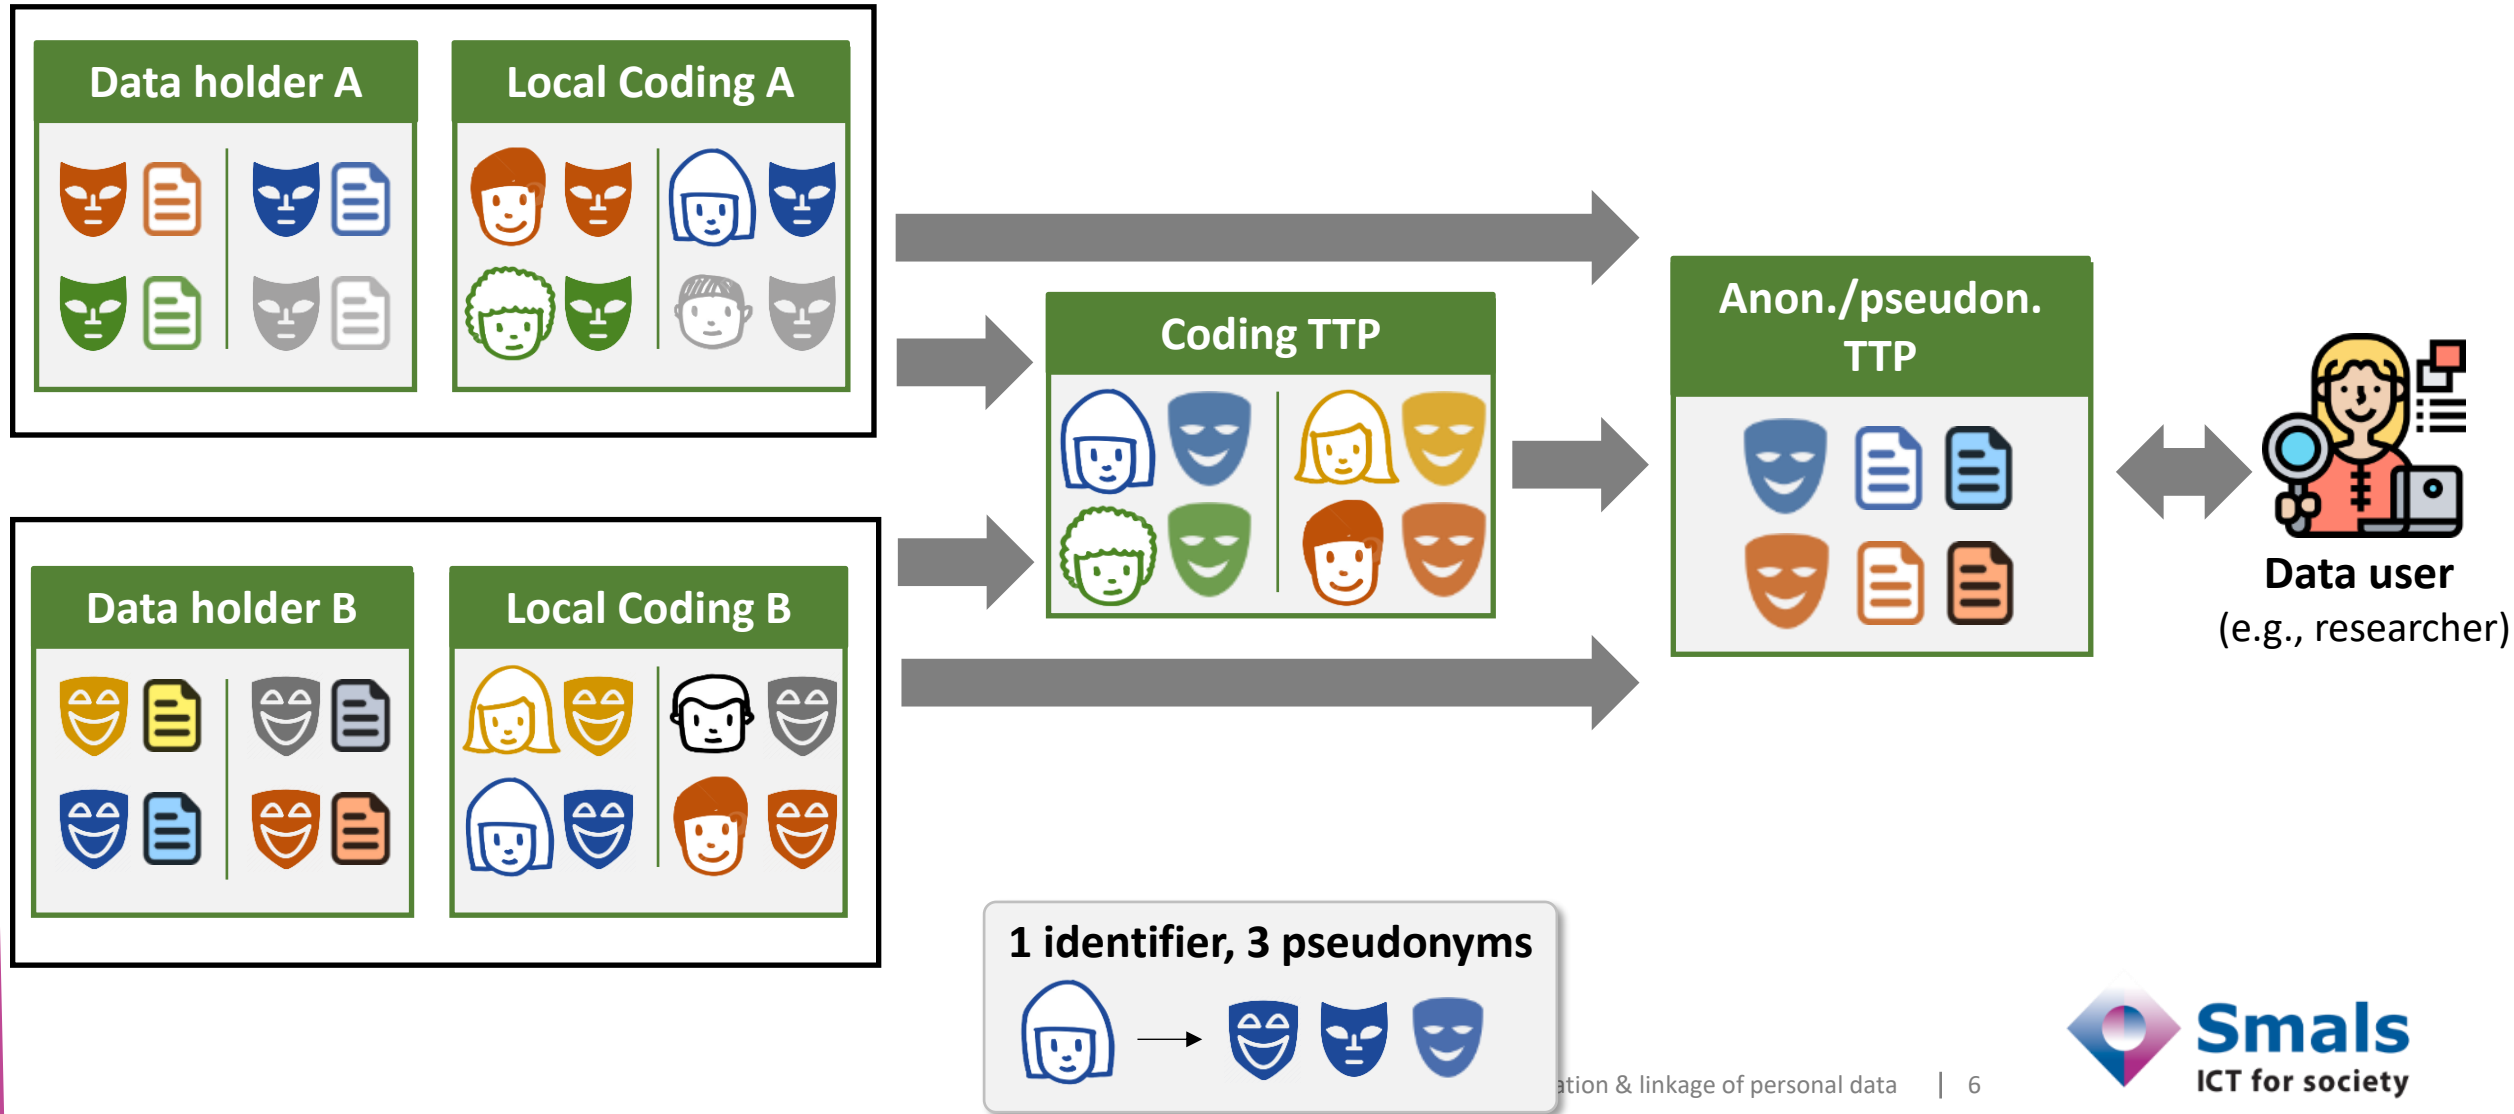 Data holder A
Local Coding A
Coding TTP
Anon./pseudon.
TTP
Data user
(e.g., researcher)
Data holder B
Local Coding B
1 identifier, 3 pseudonyms
& linkage of personal data | 6
Smals
ICT for society